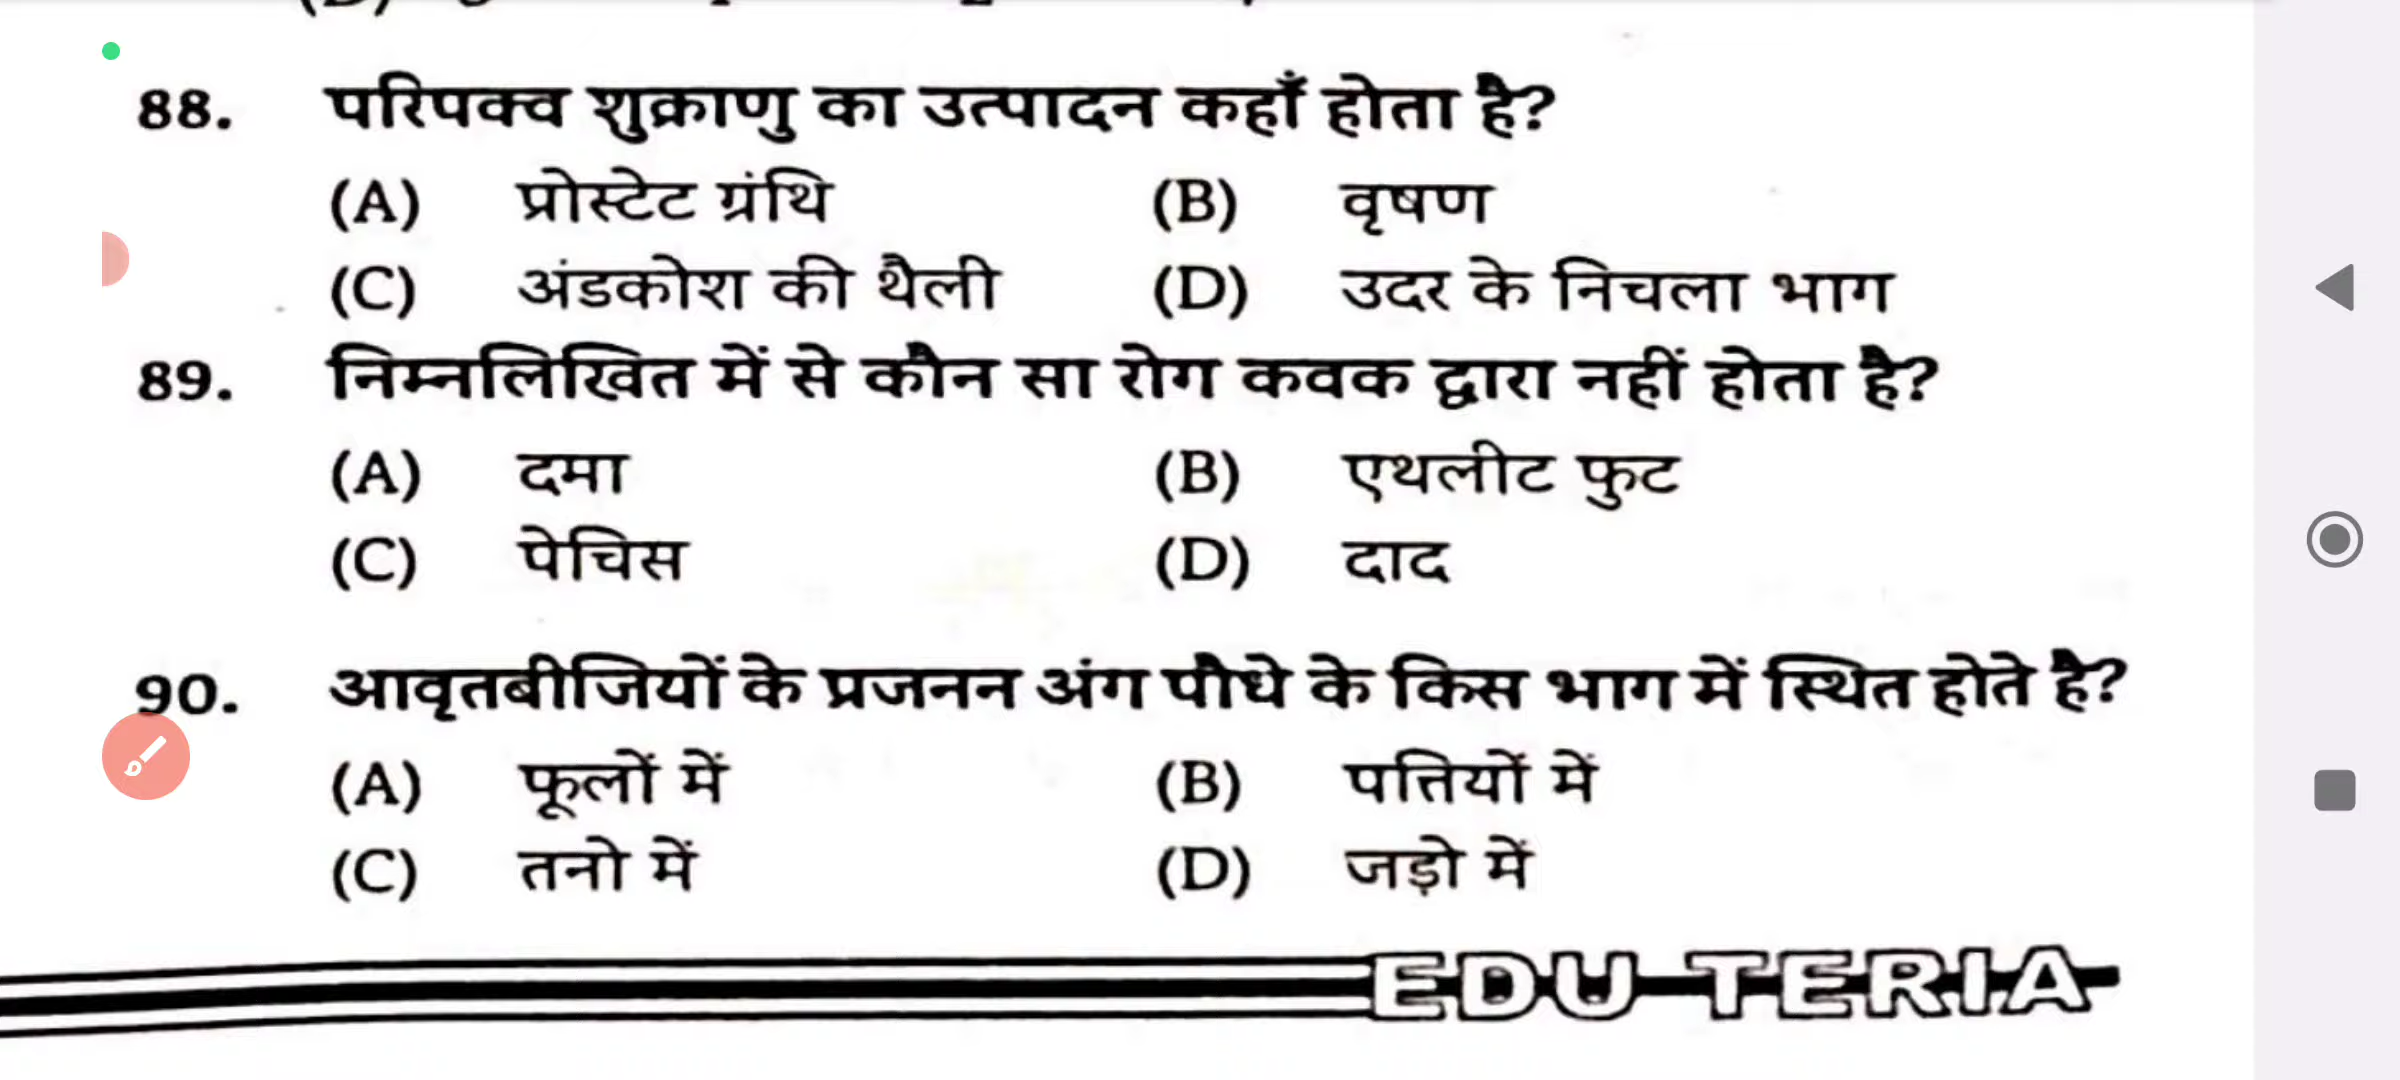 88. परिपक्व शुक्राणु का उत्पादन कहाँ होता है?
(A) प्रोस्टेट ग्रंथि (B) वृषण
(C) अंडकोश की थैली (D) उदर के निचला भाग
89. निम्नलिखित में से कौन सा रोग कवक द्वारा नहीं होता है?
(A) दमा (B) एथलीट फुट
(C) पेचिस (D) दाद
90. आवृतबीजियों के प्रजनन अंग पौधे के किस भाग में स्थित होते है?
(A) फूलों में (B) पत्तियों में
(C) तनो में (D) जड़ो में
EDU TERIA